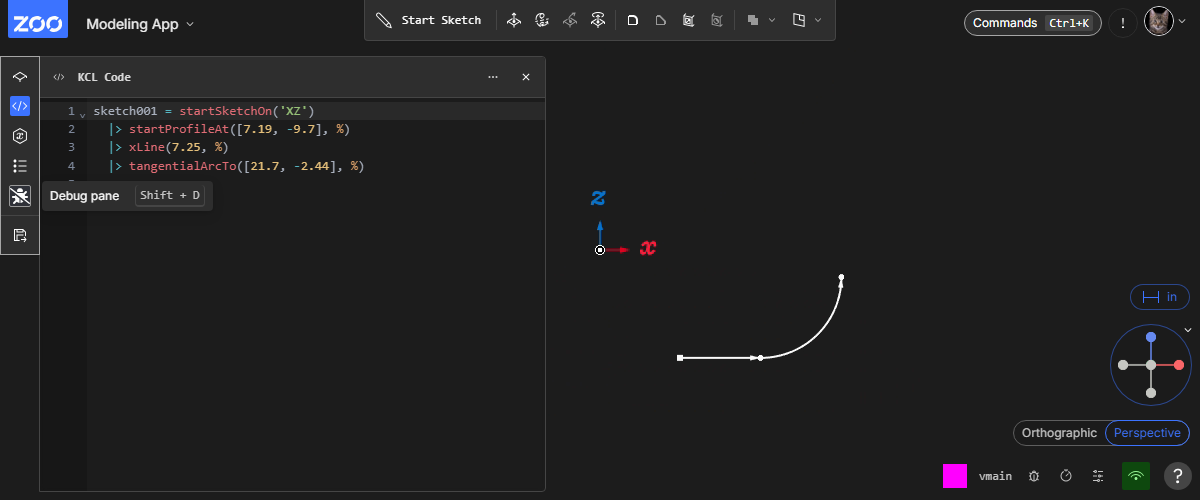 ZOO
Modeling App
Start Sketch
Commands Ctrl+K
!
</> KCL Code
1 sketch001 = startSketchOn('XZ')
2 |> startProfileAt([7.19, -9.7], %)
3 |> xLine(7.25, %)
4 |> tangentialArcTo([21.7, -2.44], %)
Debug pane Shift + D
z
x
in
Orthographic Perspective
vmain
?